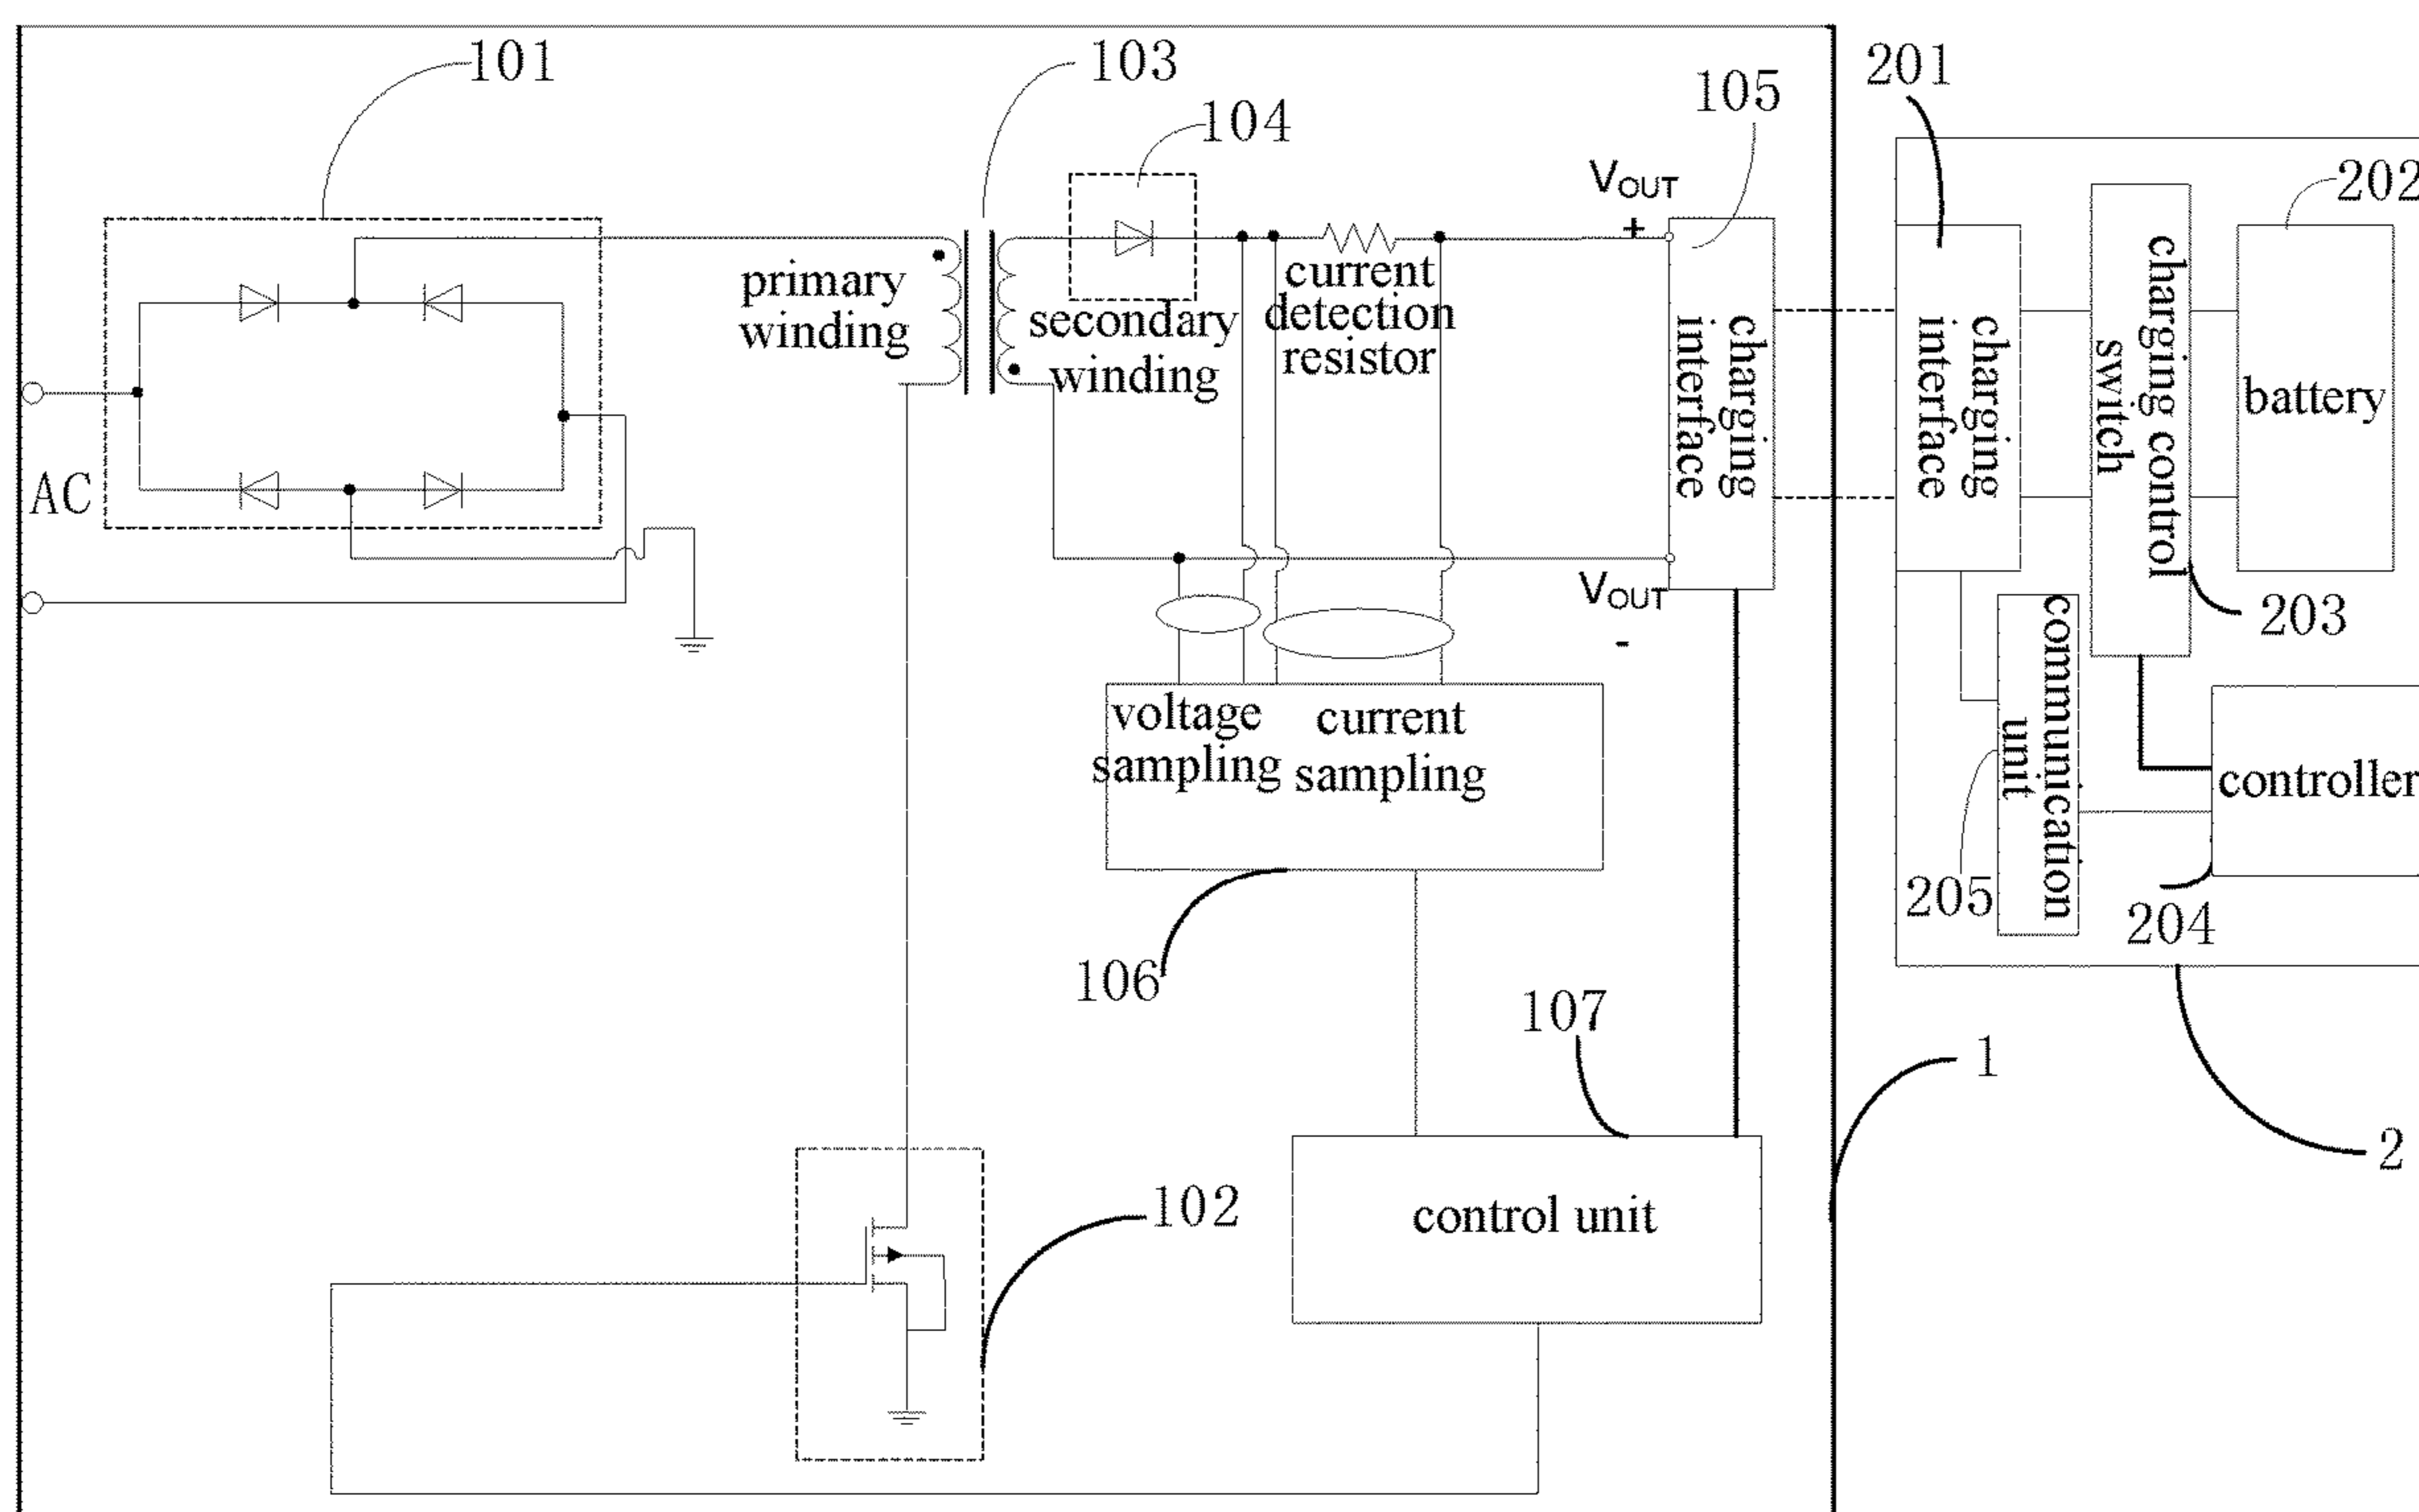 101
103
104
105
201
202
V_OUT
+
primary
winding
secondary
winding
current
detection
resistor
charging
interface
charging
interface
charging control
switch
battery
AC
V_OUT
-
203
communication
unit
voltage
sampling
current
sampling
controller
205
204
106
107
1
2
102
control unit